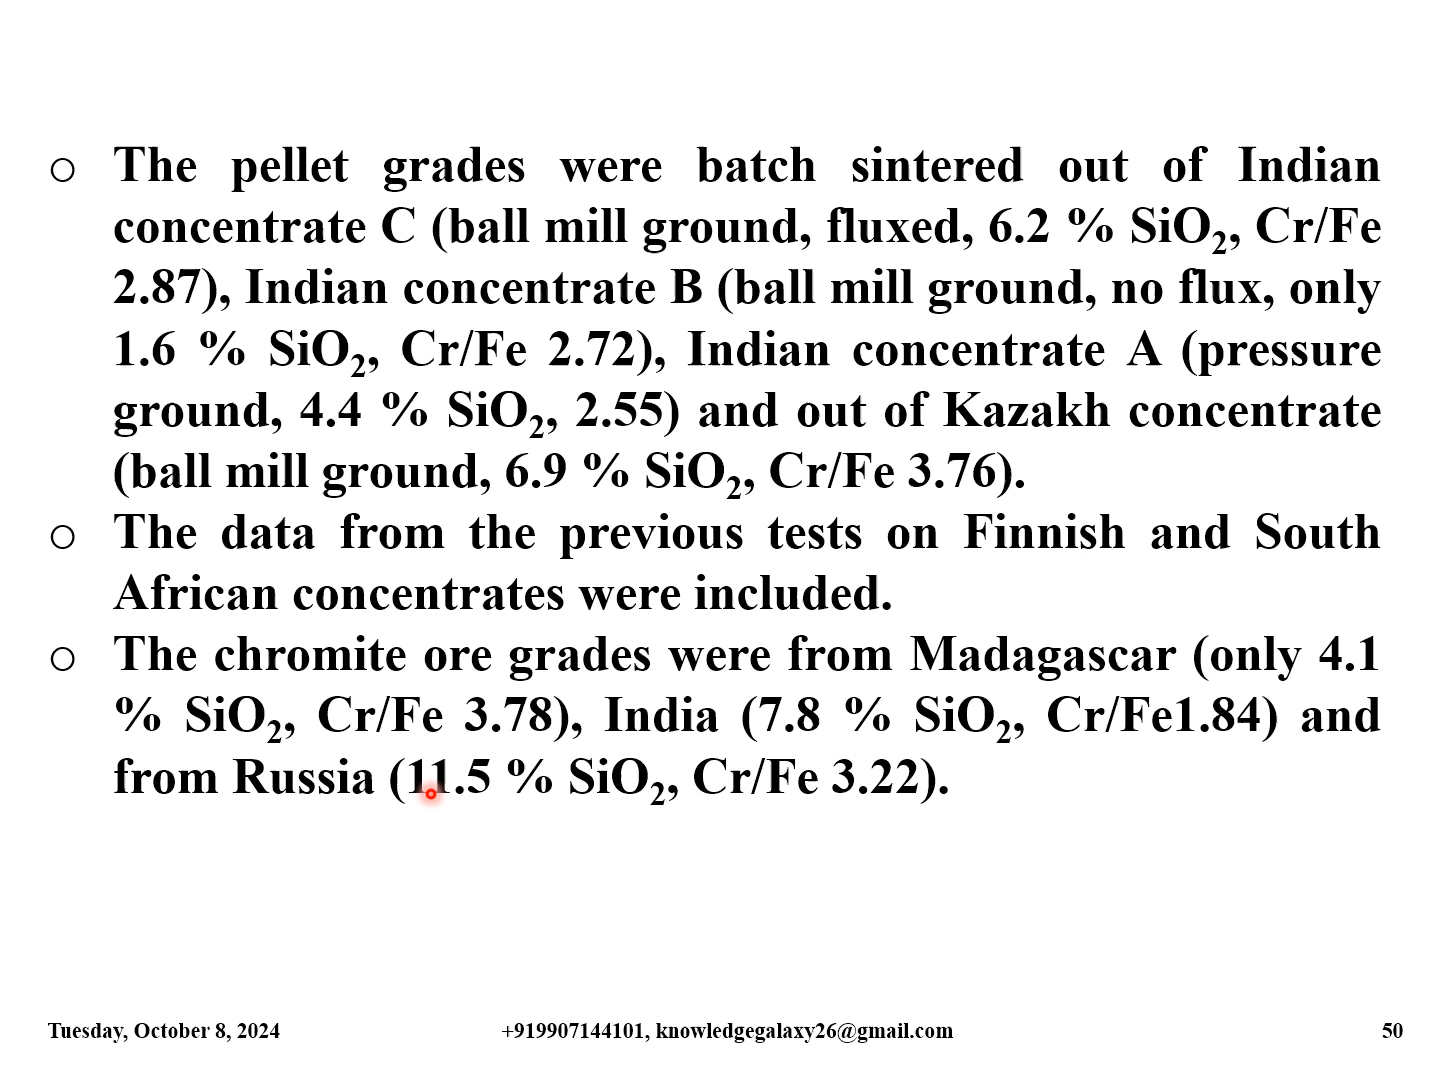 o The pellet grades were batch sintered out of Indian
concentrate C (ball mill ground, fluxed, 6.2 % SiO₂, Cr/Fe
2.87), Indian concentrate B (ball mill ground, no flux, only
1.6 % SiO₂, Cr/Fe 2.72), Indian concentrate A (pressure
ground, 4.4 % SiO₂, 2.55) and out of Kazakh concentrate
(ball mill ground, 6.9 % SiO₂, Cr/Fe 3.76).
o The data from the previous tests on Finnish and South
African concentrates were included.
o The chromite ore grades were from Madagascar (only 4.1
% SiO₂, Cr/Fe 3.78), India (7.8 % SiO₂, Cr/Fe1.84) and
from Russia (11.5 % SiO₂, Cr/Fe 3.22).
Tuesday, October 8, 2024
+919907144101, knowledgegalaxy26@gmail.com
50